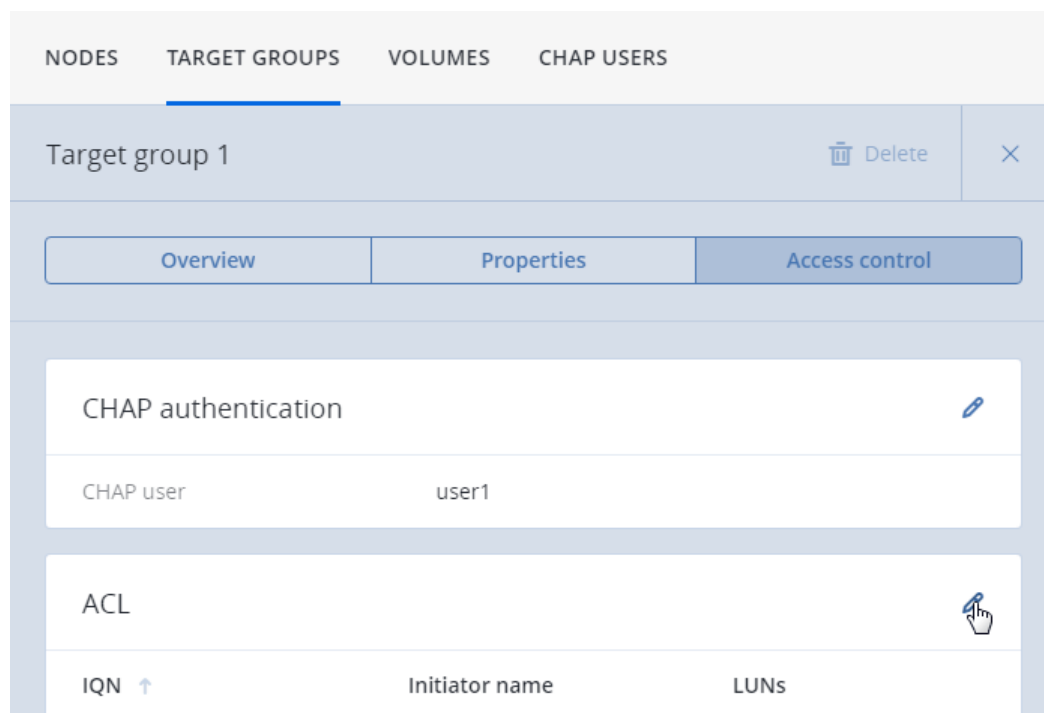 NODES TARGET GROUPS VOLUMES CHAP USERS
Target group 1 Delete
Overview Properties Access control
CHAP authentication
CHAP user user1
ACL
IQN Initiator name LUNs